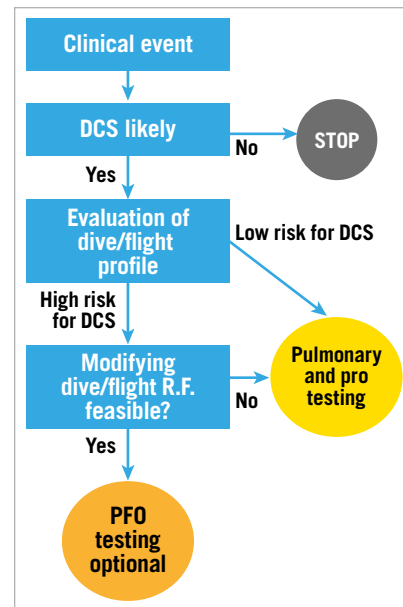 Clinical event
DCS likely
No
STOP
Yes
Evaluation of
dive/flight
profile
Low risk for DCS
High risk
for DCS
Modifying
dive/flight R.F.
feasible?
No
Pulmonary
and pro
testing
Yes
PFO
testing
optional